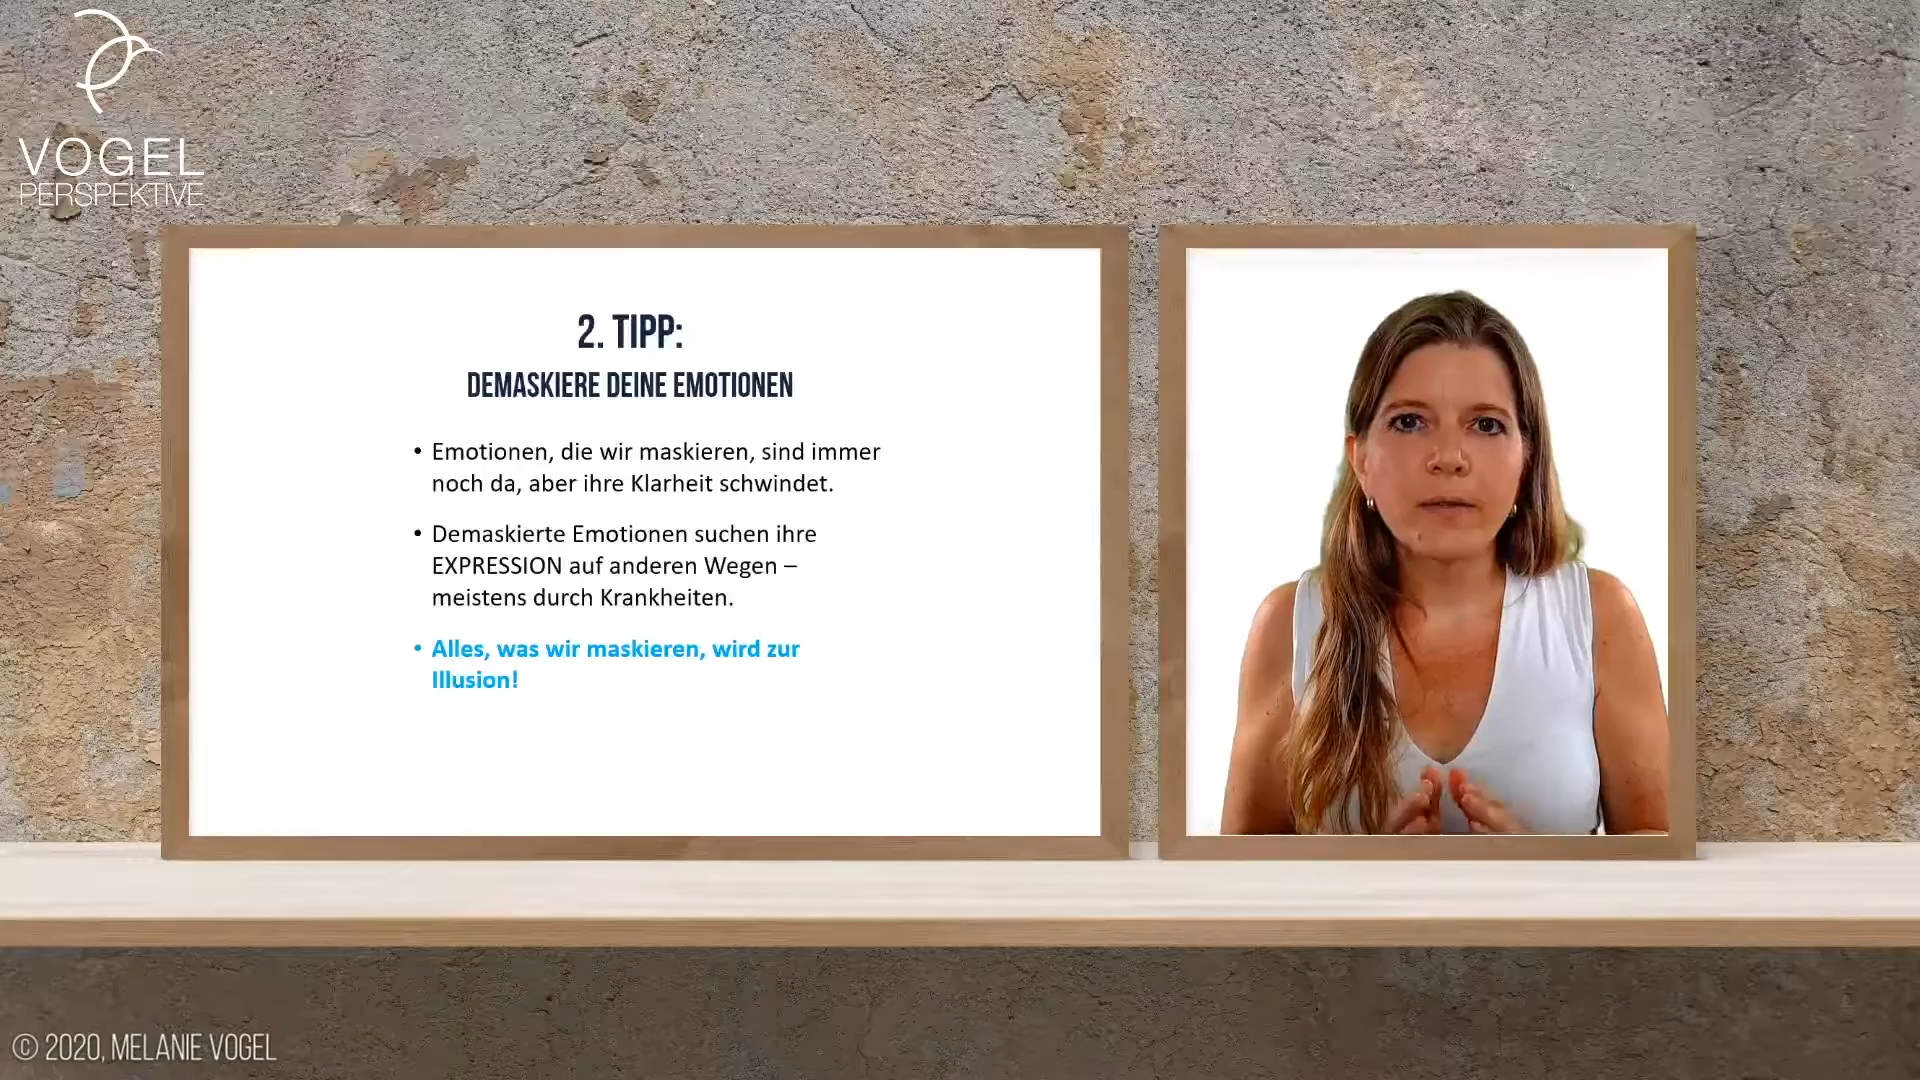 VOGEL
PERSPEKTIVE
2. TIPP:
DEMASKIERE DEINE EMOTIONEN
• Emotionen, die wir maskieren, sind immer
noch da, aber ihre Klarheit schwindet.
• Demaskierte Emotionen suchen ihre
EXPRESSION auf anderen Wegen –
meistens durch Krankheiten.
• Alles, was wir maskieren, wird zur
Illusion!
© 2020, MELANIE VOGEL